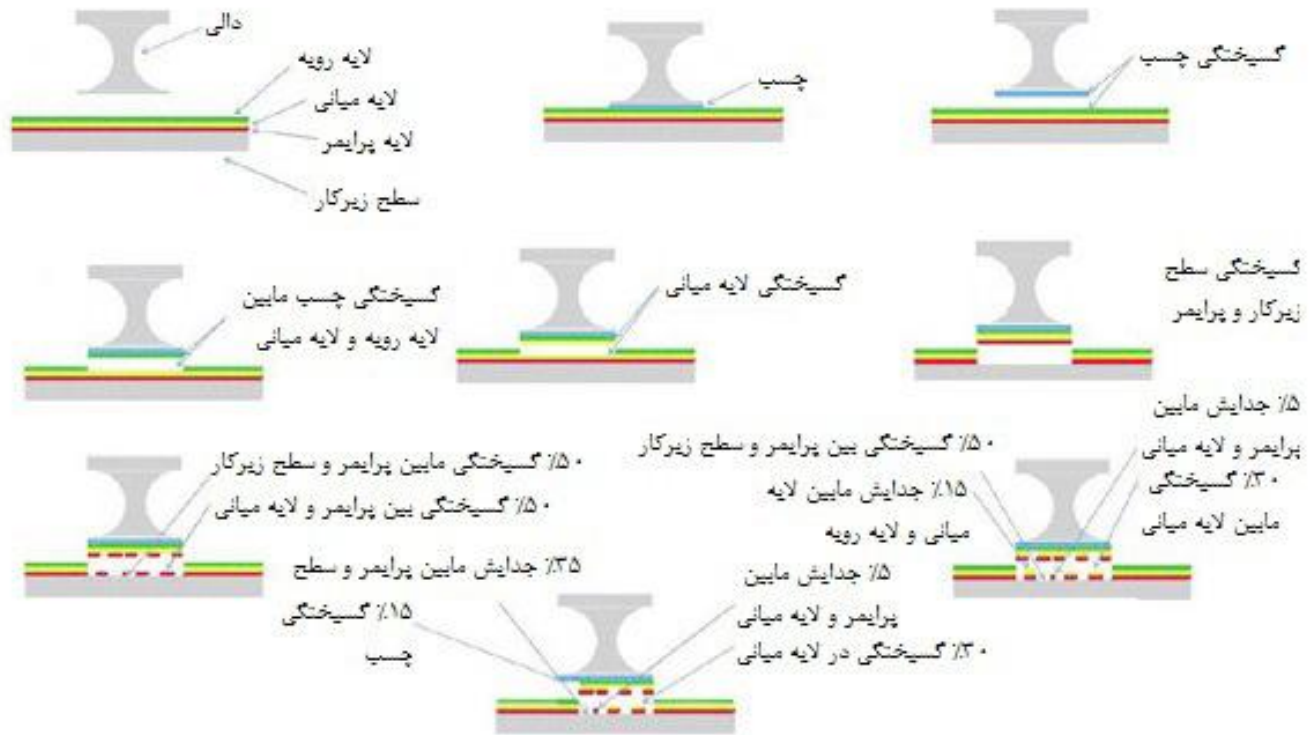 دالی
لایه رویه
لایه میانی
لایه پرایمر
سطح زیرکار
چسب
گسیختگی چسب
گسیختگی چسب مابین
لایه رویه و لایه میانی
گسیختگی لایه میانی
گسیختگی سطح
زیرکار و پرایمر
۵۰٪ گسیختگی مابین پرایمر و سطح زیرکار
۵۰٪ گسیختگی بین پرایمر و لایه میانی
۵۰٪ گسیختگی بین پرایمر و سطح زیرکار
۱۵٪ جدایش مابین لایه
میانی و لایه رویه
۵٪ جدایش مابین
پرایمر و لایه میانی
۳۰٪ گسیختگی
مابین لایه میانی
۳۵٪ جدایش مابین پرایمر و سطح
۱۵٪ گسیختگی
چسب
۵٪ جدایش مابین
پرایمر و لایه میانی
۳۰٪ گسیختگی در لایه میانی